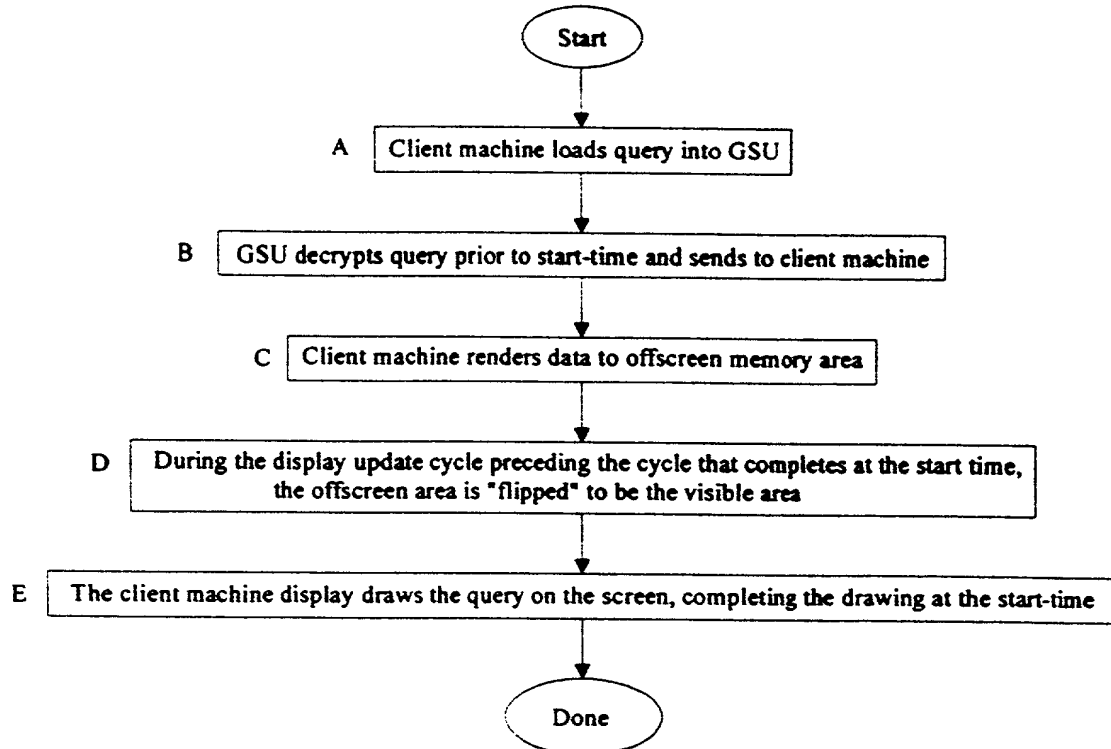 Start
A Client machine loads query into GSU
B GSU decrypts query prior to start-time and sends to client machine
C Client machine renders data to offscreen memory area
D During the display update cycle preceding the cycle that completes at the start time,
the offscreen area is "flipped" to be the visible area
E The client machine display draws the query on the screen, completing the drawing at the start-time
Done